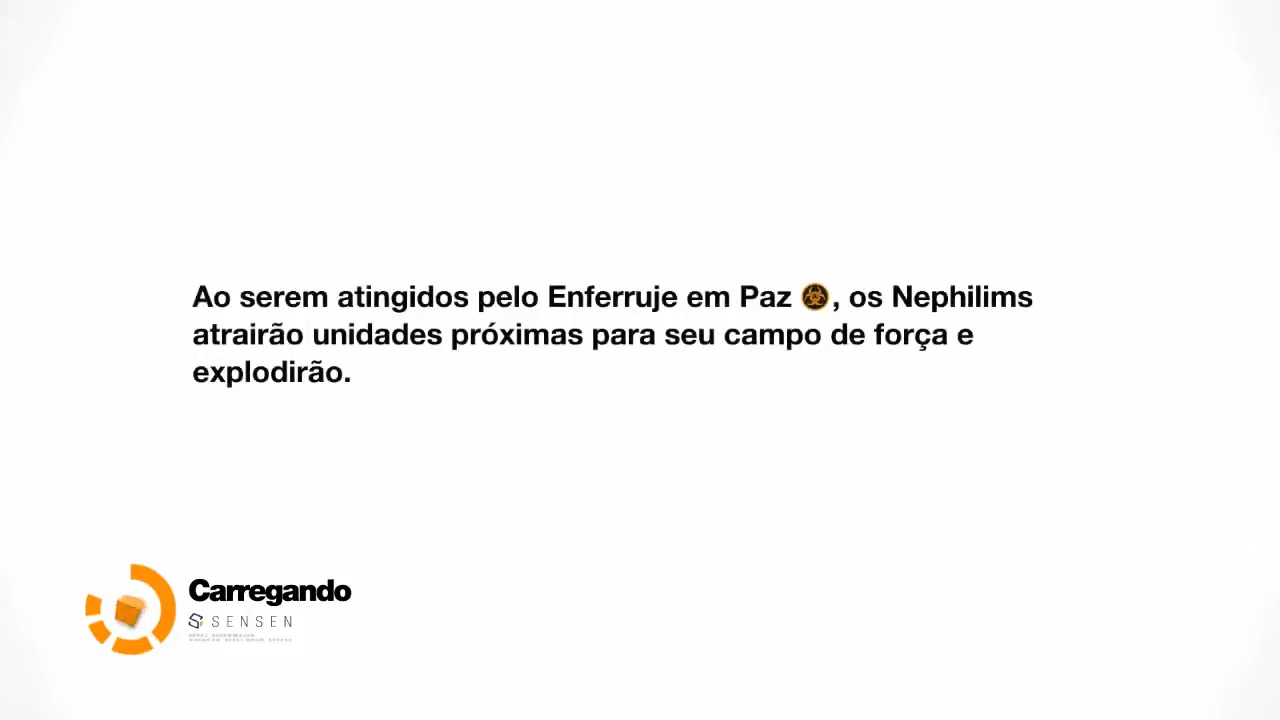 Ao serem atingidos pelo Enferruje em Paz , os Nephilims
atrairão unidades próximas para seu campo de força e
explodirão.
Carregando
SENSEN